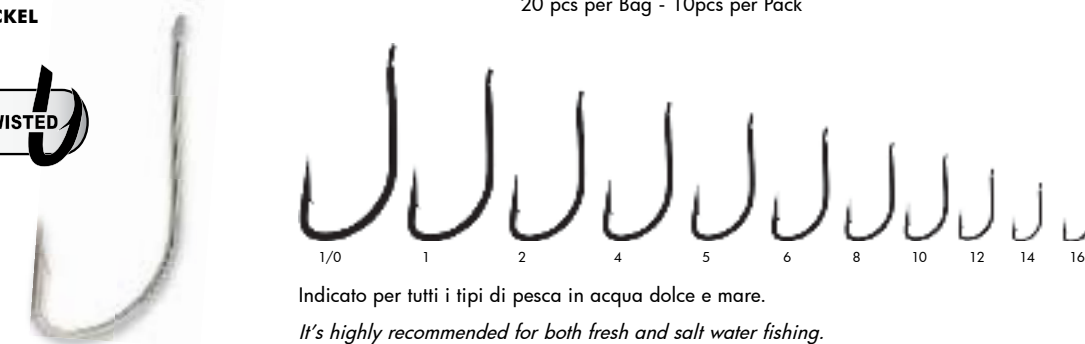 CKEL
20 pcs per Bag - 10pcs per Pack
WISTED
1/0 1 2 4 5 6 8 10 12 14 16
Indicato per tutti i tipi di pesca in acqua dolce e mare.
It's highly recommended for both fresh and salt water fishing.